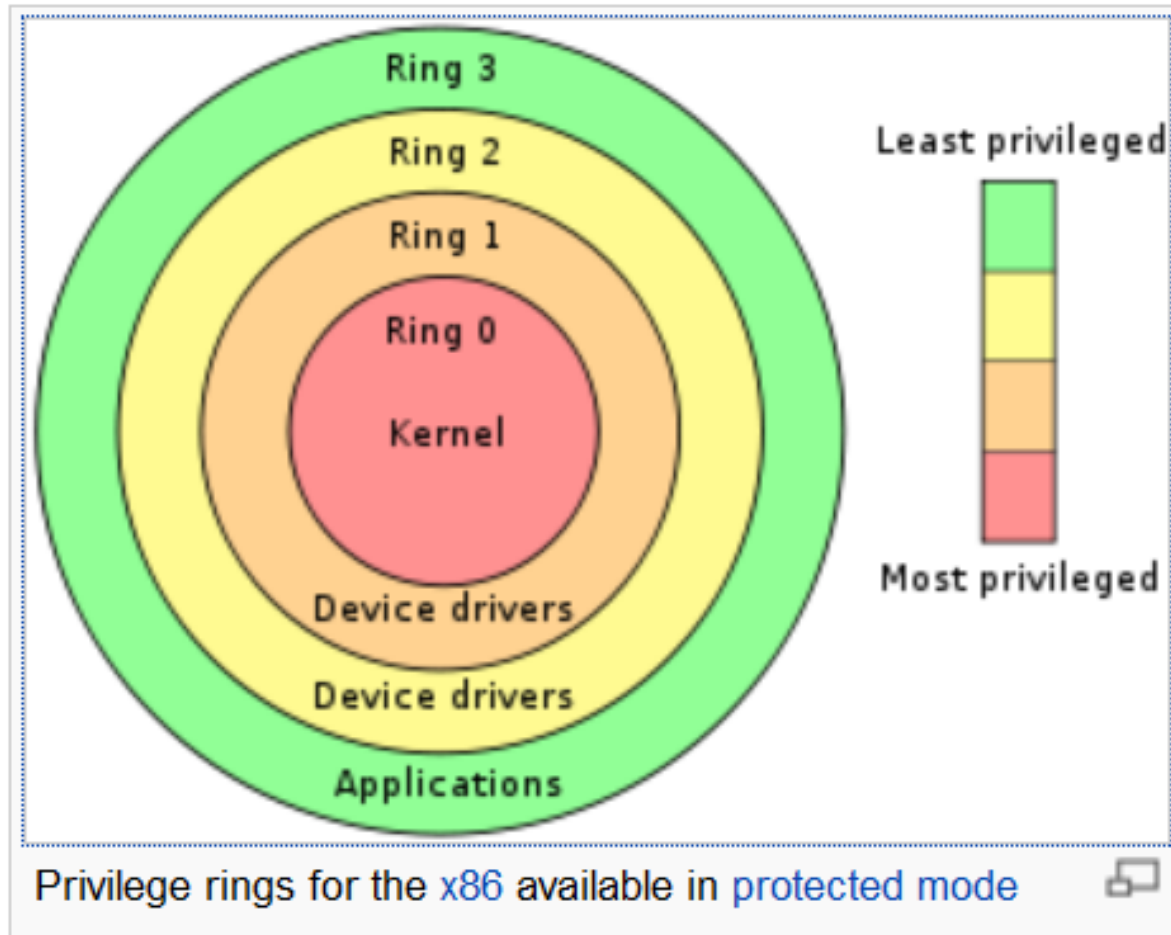 Ring 3
Ring 2
Ring 1
Ring 0
Kernel
Device drivers
Device drivers
Applications
Least privileged
Most privileged
Privilege rings for the x86 available in protected mode